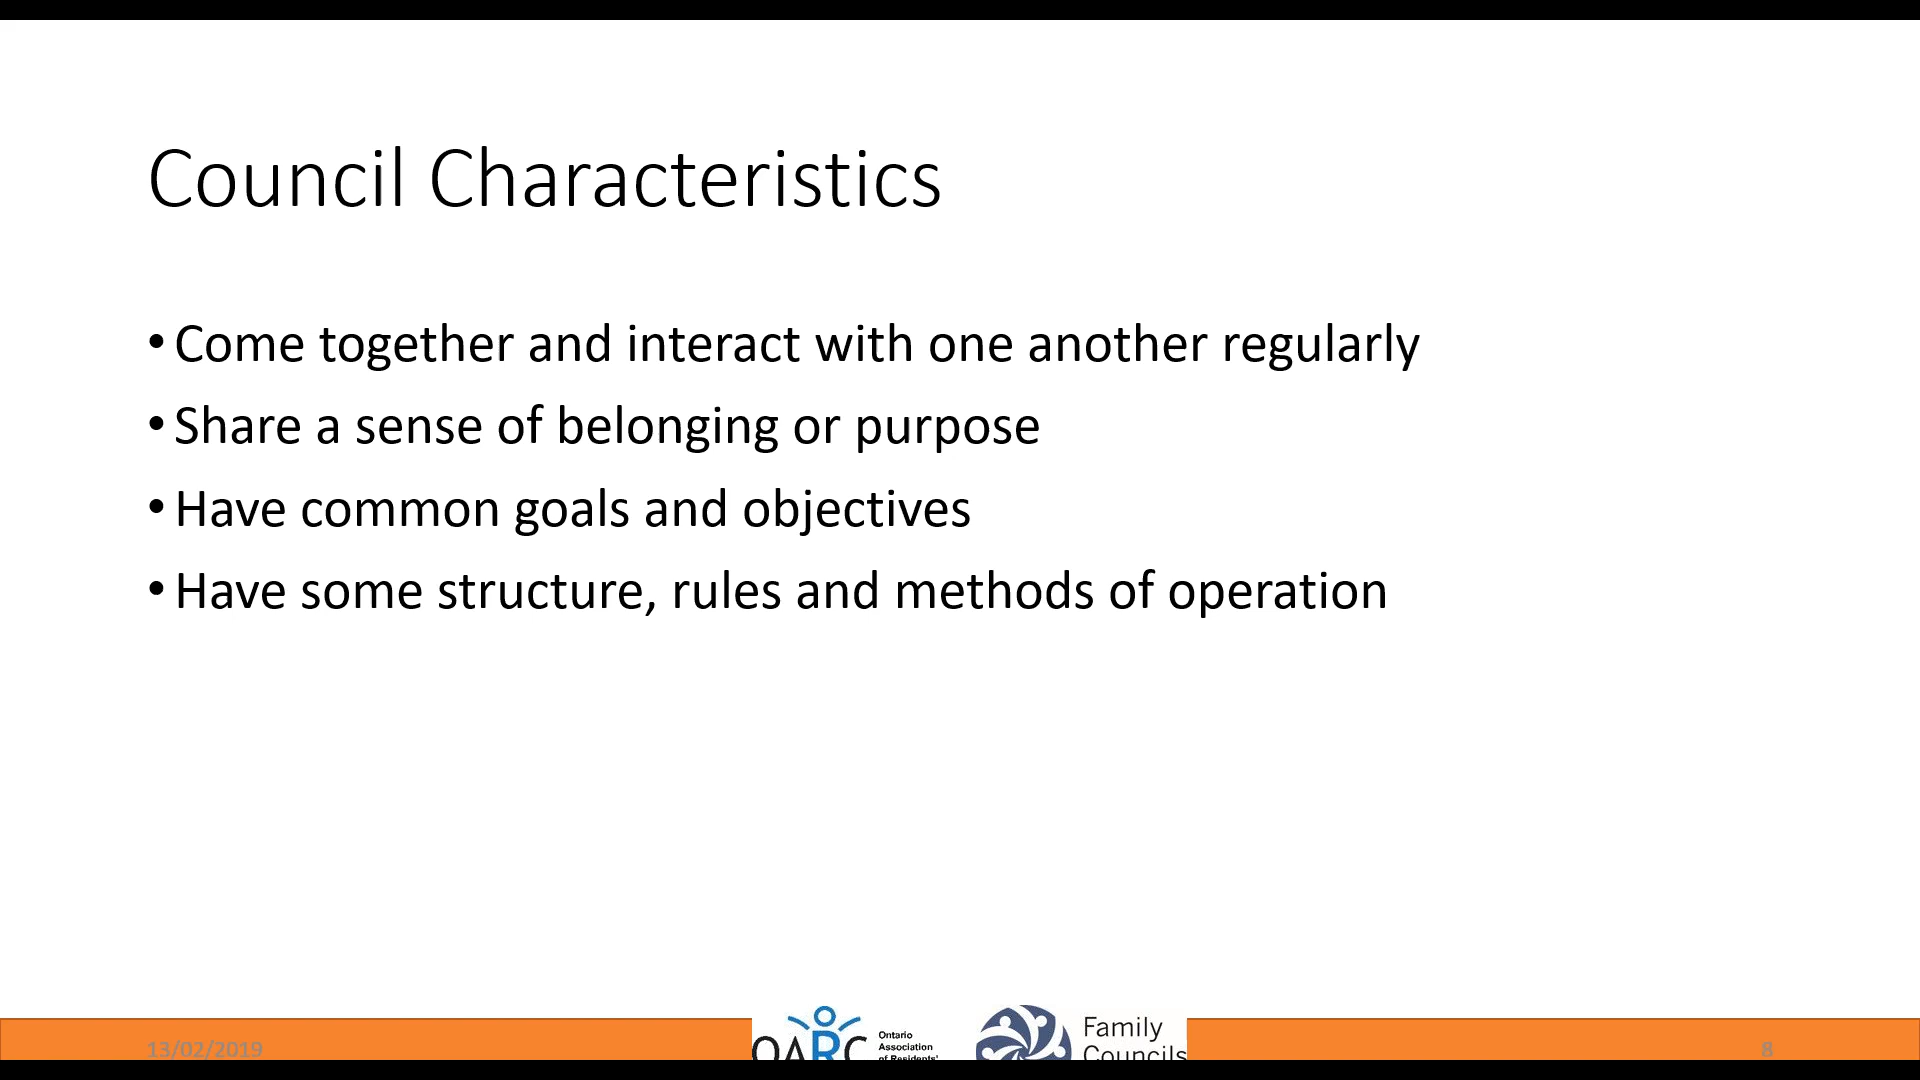 Council Characteristics
• Come together and interact with one another regularly
• Share a sense of belonging or purpose
• Have common goals and objectives
• Have some structure, rules and methods of operation
13/02/2019
OARC
Ontario
Association
of Residents'
Family
Councils
8